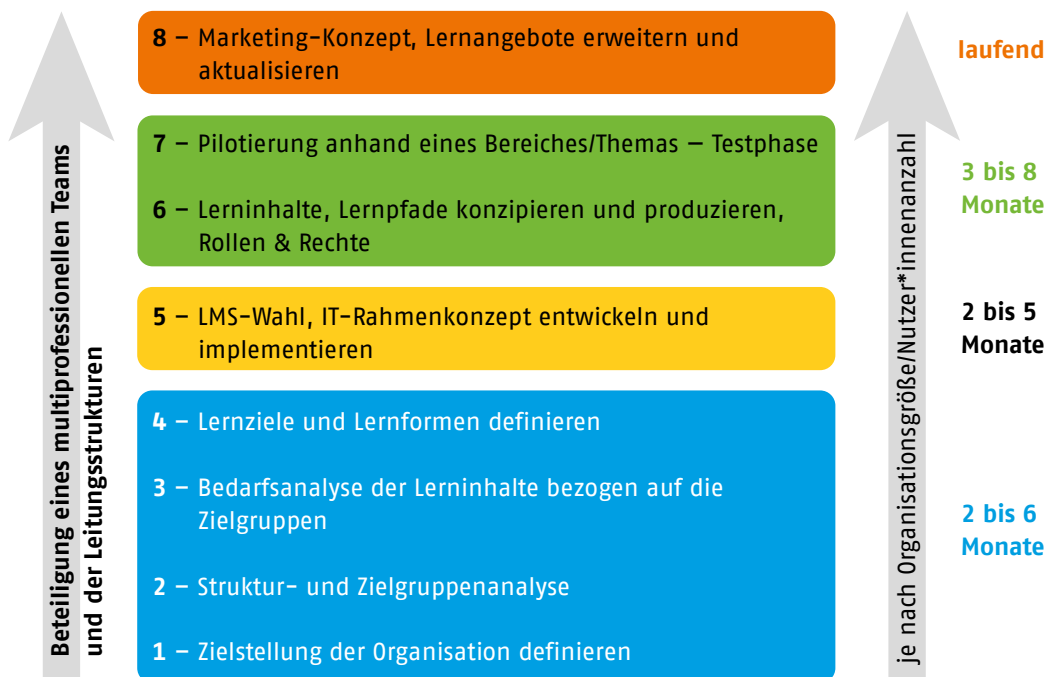 Beteiligung eines multiprofessionellen Teams
und der Leitungsstrukturen
8 – Marketing-Konzept, Lernangebote erweitern und
aktualisieren
7 – Pilotierung anhand eines Bereiches/Themas – Testphase
6 – Lerninhalte, Lernpfade konzipieren und produzieren,
Rollen & Rechte
5 – LMS-Wahl, IT-Rahmenkonzept entwickeln und
implementieren
4 – Lernziele und Lernformen definieren
3 – Bedarfsanalyse der Lerninhalte bezogen auf die
Zielgruppen
2 – Struktur- und Zielgruppenanalyse
1 – Zielstellung der Organisation definieren
je nach Organisationsgröße/Nutzer*innenanzahl
laufend
3 bis 8
Monate
2 bis 5
Monate
2 bis 6
Monate